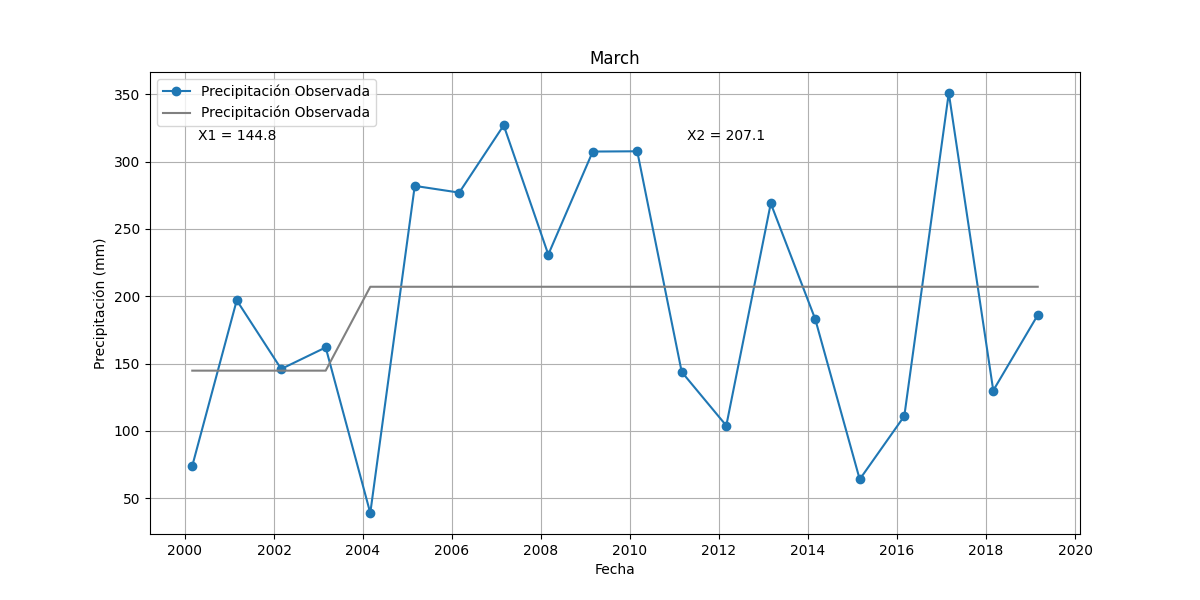 March
Precipitación Observada
Precipitación Observada
X1 = 144.8
X2 = 207.1
Precipitación (mm)
350
300
250
200
150
100
50
2000 2002 2004 2006 2008 2010 2012 2014 2016 2018 2020
Fecha